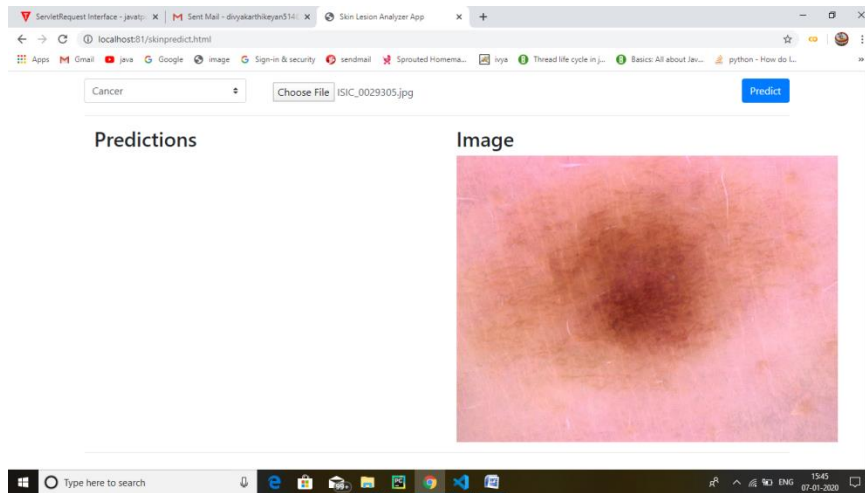 ServletRequest Interface - javatp
Sent Mail - divyakarthikeyan514
Skin Lesion Analyzer App
localhost:81/skinpredict.html
Apps Gmail java Google image Sign-in & security sendmail Sprouted Homema... ivya Thread life cycle in j... Basics: All about Jav... python - How do I...
Cancer Choose File ISIC_0029305.jpg Predict
Predictions Image
Type here to search 99+ ENG 15:45
07-01-2020